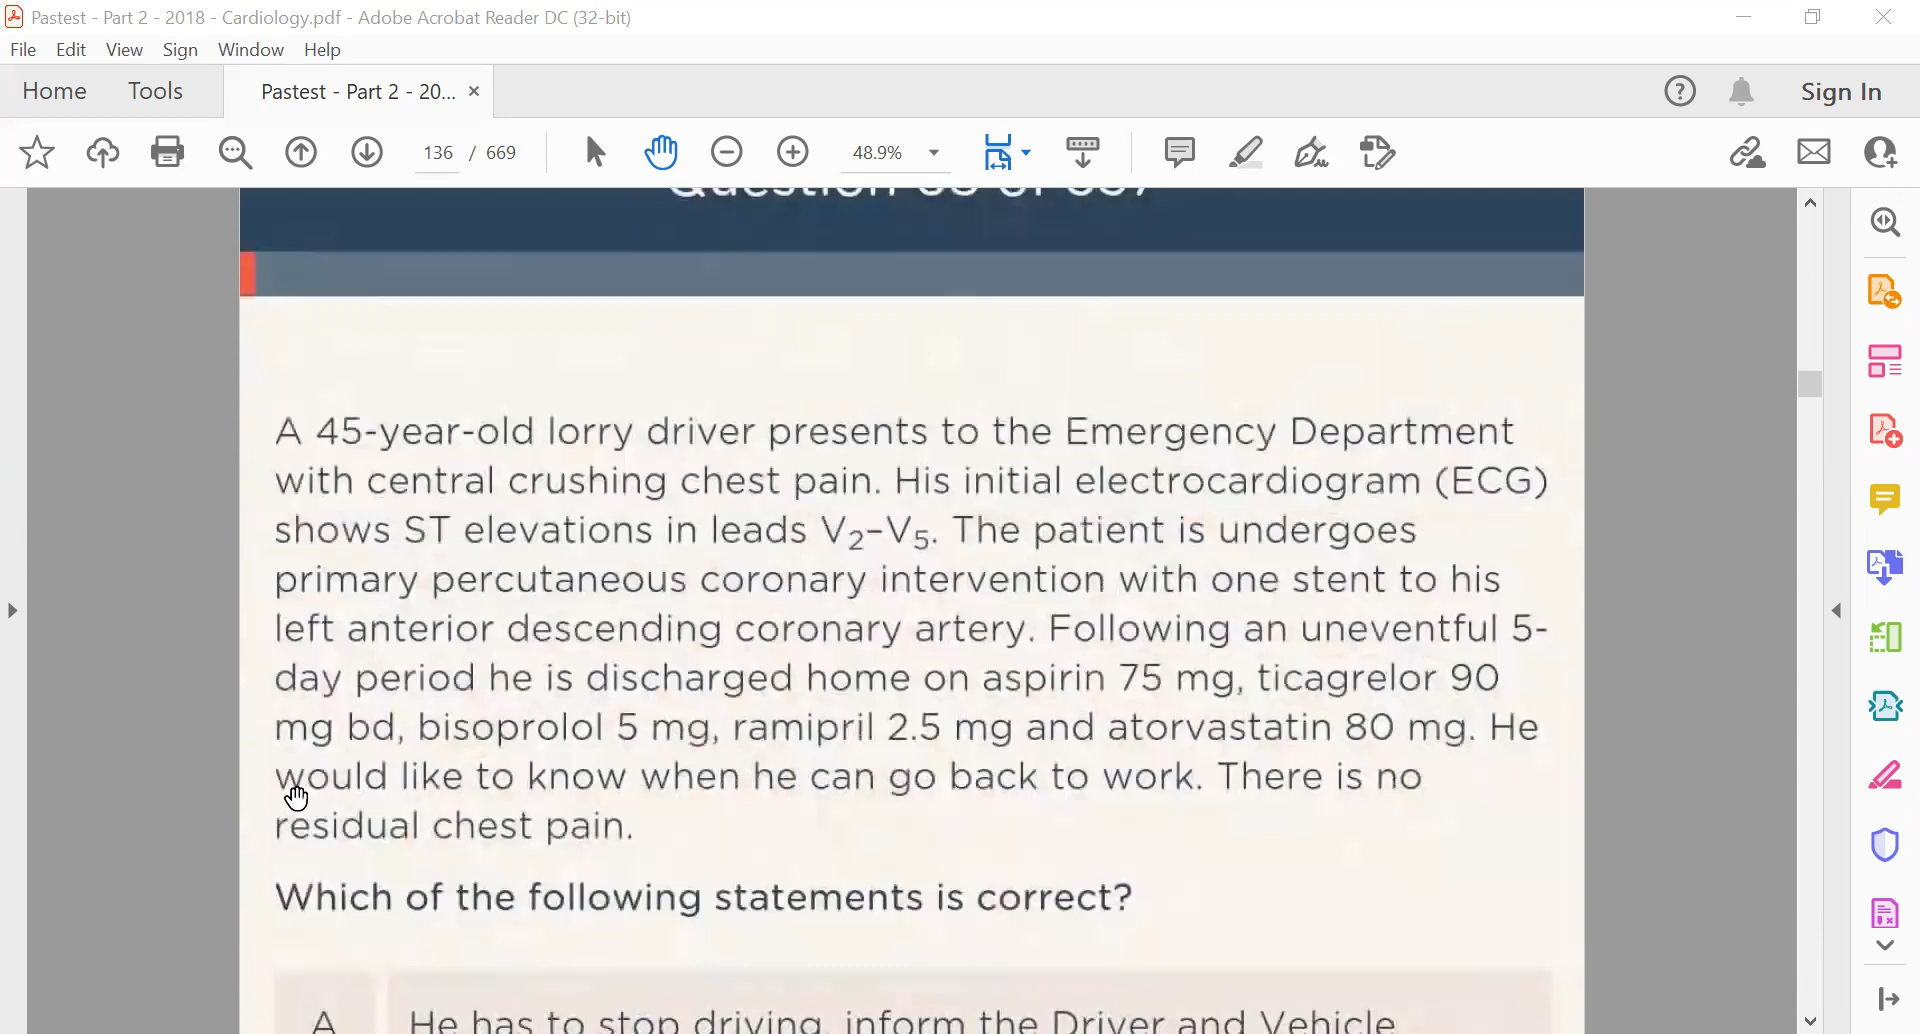 Pastest - Part 2 - 2018 - Cardiology.pdf - Adobe Acrobat Reader DC (32-bit)
File Edit View Sign Window Help
Home Tools Pastest - Part 2 - 20... × Sign In
136 / 669 48.9%
A 45-year-old lorry driver presents to the Emergency Department
with central crushing chest pain. His initial electrocardiogram (ECG)
shows ST elevations in leads V₂–V₅. The patient is undergoes
primary percutaneous coronary intervention with one stent to his
left anterior descending coronary artery. Following an uneventful 5-
day period he is discharged home on aspirin 75 mg, ticagrelor 90
mg bd, bisoprolol 5 mg, ramipril 2.5 mg and atorvastatin 80 mg. He
would like to know when he can go back to work. There is no
residual chest pain.
Which of the following statements is correct?
A He has to stop driving, inform the Driver and Vehicle